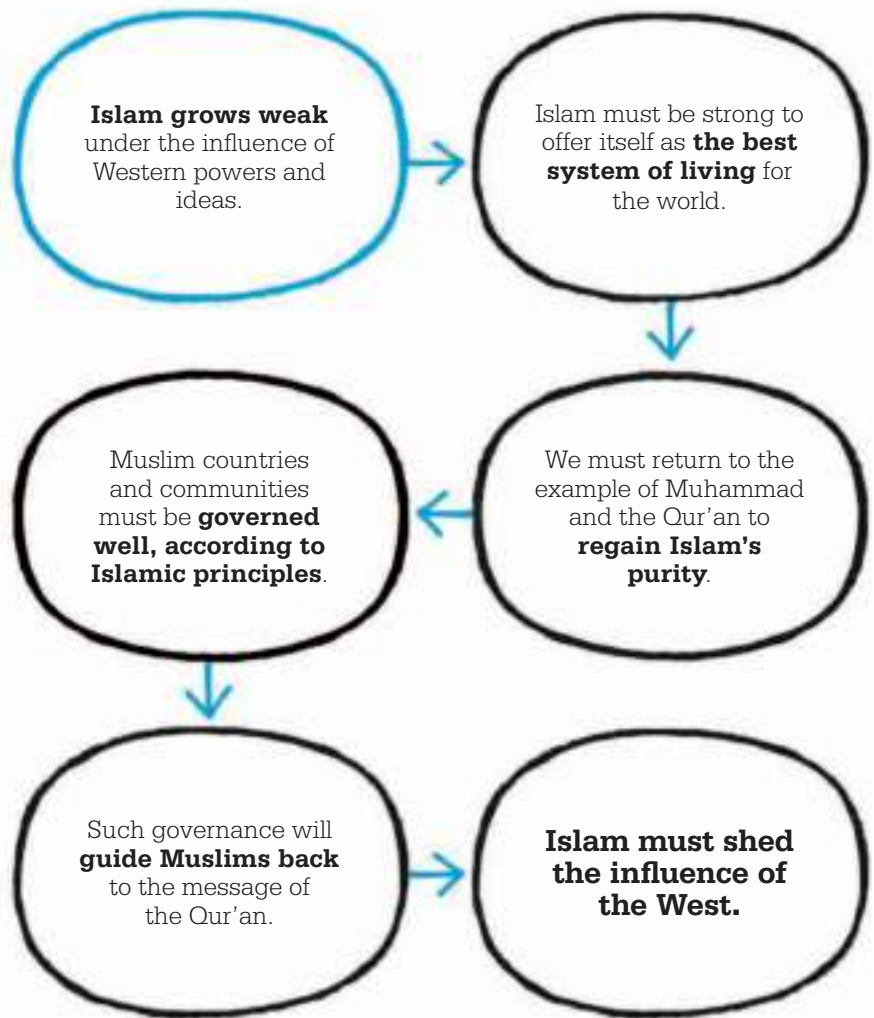 Islam grows weak
under the influence of
Western powers and
ideas.
Islam must be strong to
offer itself as the best
system of living for
the world.
We must return to the
example of Muhammad
and the Qur’an to
regain Islam’s
purity.
Muslim countries
and communities
must be governed
well, according to
Islamic principles.
Such governance will
guide Muslims back
to the message of
the Qur’an.
Islam must shed
the influence of
the West.